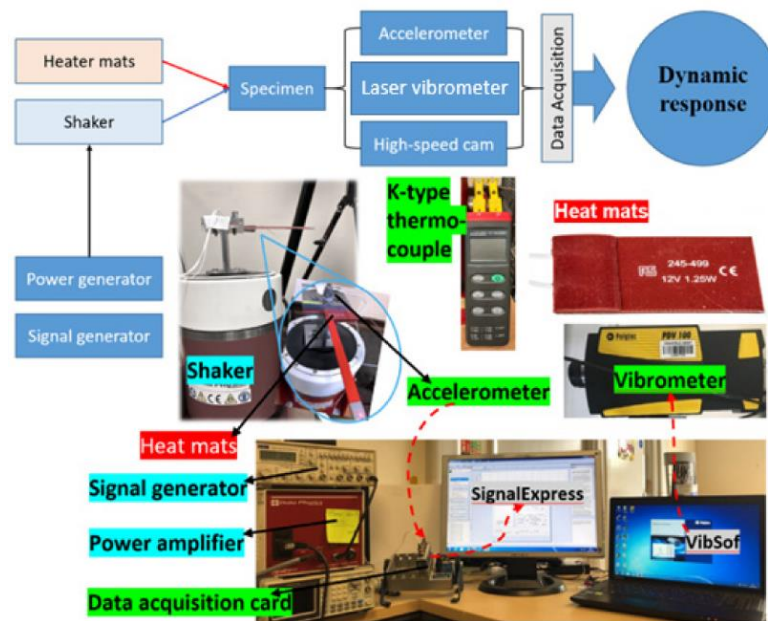 Heater mats
Shaker
Specimen
Accelerometer
Laser vibrometer
High-speed cam
Data Acquisition
Dynamic
response
Power generator
Signal generator
K-type
thermo-
couple
Heat mats
245-499
12V 1.25W CE
Shaker
Accelerometer
PDV 100
Vibrometer
Heat mats
Signal generator
Power amplifier
Data acquisition card
SignalExpress
VibSof